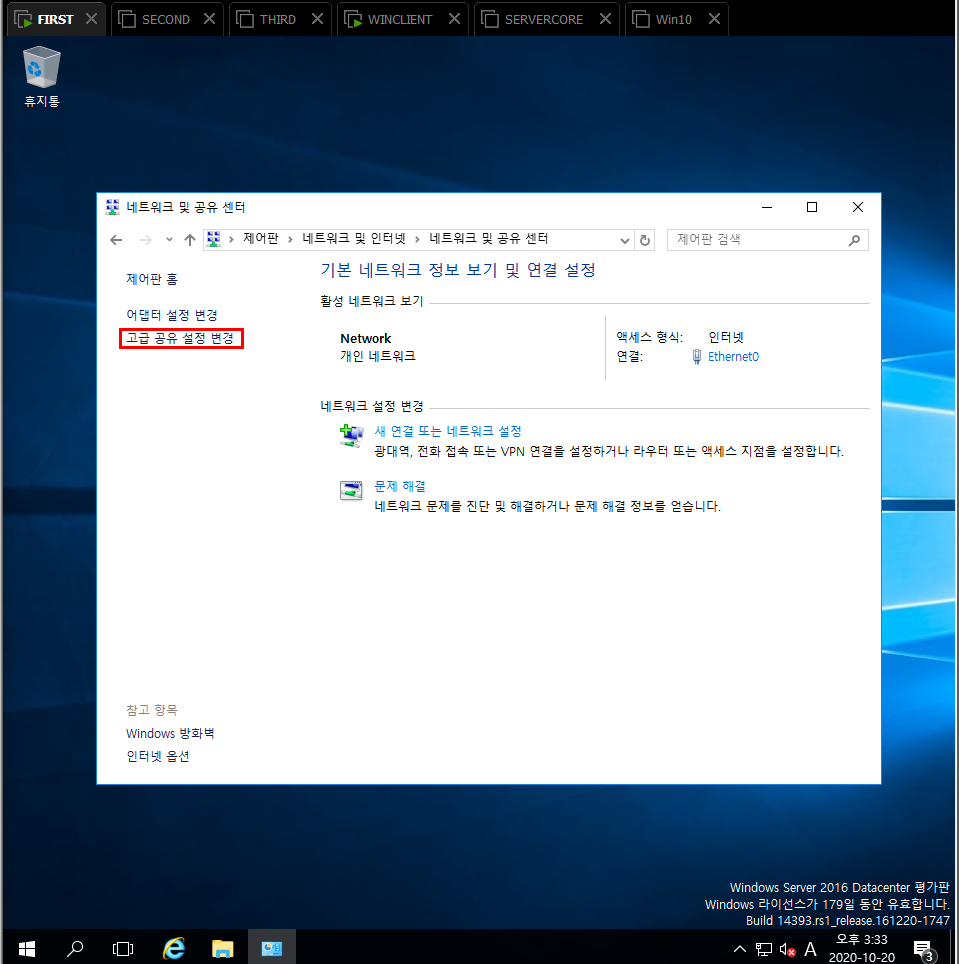 FIRST SECOND THIRD WINCLIENT SERVERCORE Win10
휴지통
네트워크 및 공유 센터
제어판 네트워크 및 인터넷 네트워크 및 공유 센터 제어판 검색
제어판 홈
어댑터 설정 변경
고급 공유 설정 변경
기본 네트워크 정보 보기 및 연결 설정
활성 네트워크 보기
Network
개인 네트워크
액세스 형식: 인터넷
연결: Ethernet0
네트워크 설정 변경
새 연결 또는 네트워크 설정
광대역, 전화 접속 또는 VPN 연결을 설정하거나 라우터 또는 액세스 지점을 설정합니다.
문제 해결
네트워크 문제를 진단 및 해결하거나 문제 해결 정보를 얻습니다.
참고 항목
Windows 방화벽
인터넷 옵션
Windows Server 2016 Datacenter 평가판
Windows 라이선스가 179일 동안 유효합니다.
Build 14393.rs1_release.161220-1747
A 오후 3:33
2020-10-20 3